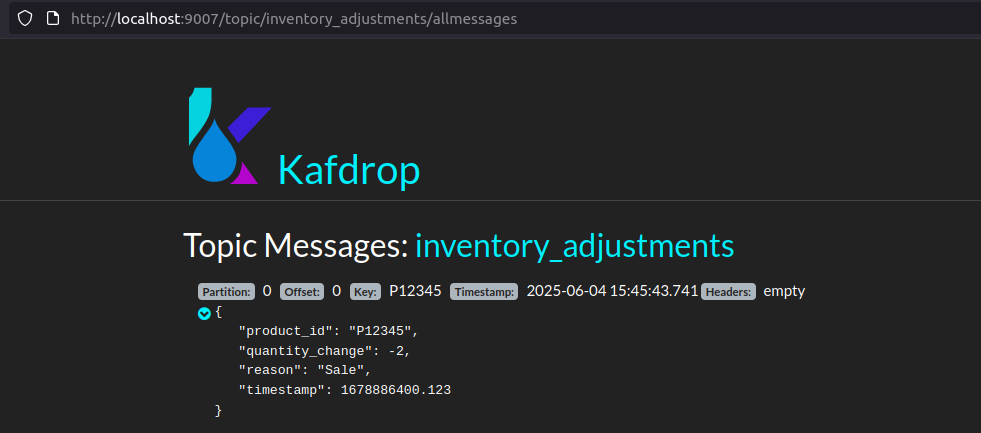 http://localhost:9007/topic/inventory_adjustments/allmessages
Kafdrop
Topic Messages: inventory_adjustments
Partition: 0 Offset: 0 Key: P12345 Timestamp: 2025-06-04 15:45:43.741 Headers: empty
{
"product_id": "P12345",
"quantity_change": -2,
"reason": "Sale",
"timestamp": 1678886400.123
}